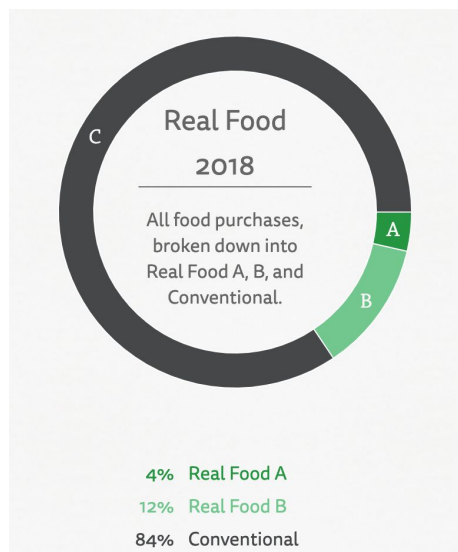 Real Food
2018
All food purchases,
broken down into
Real Food A, B, and
Conventional.
C
A
B
4% Real Food A
12% Real Food B
84% Conventional